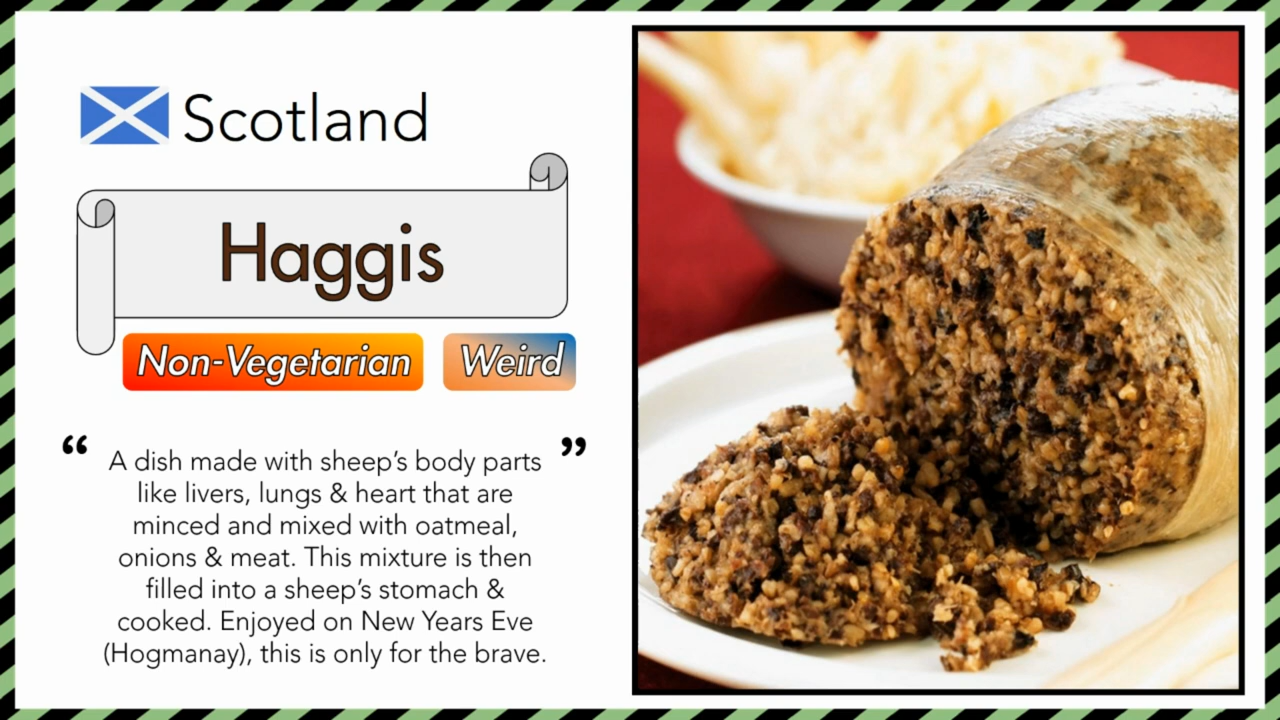 Scotland
Haggis
Non-Vegetarian Weird
“ A dish made with sheep’s body parts ”
like livers, lungs & heart that are
minced and mixed with oatmeal,
onions & meat. This mixture is then
filled into a sheep’s stomach &
cooked. Enjoyed on New Years Eve
(Hogmanay), this is only for the brave.